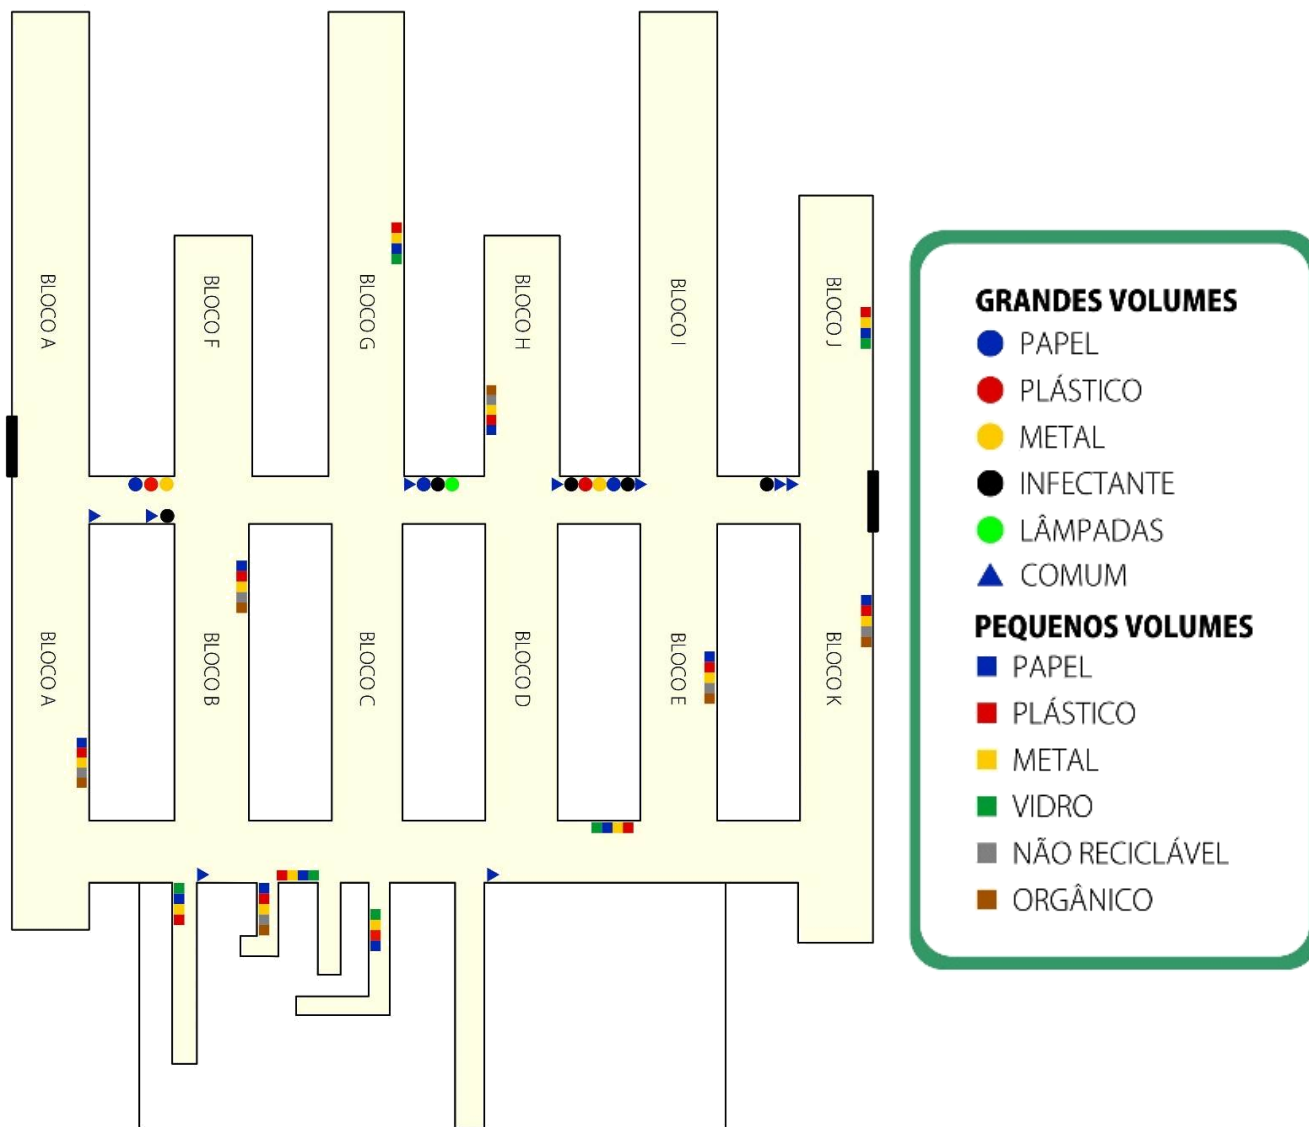 BLOCO A
BLOCO F
BLOCO G
BLOCO H
BLOCO I
BLOCO J
BLOCO A
BLOCO B
BLOCO C
BLOCO D
BLOCO E
BLOCO K
GRANDES VOLUMES
PAPEL
PLÁSTICO
METAL
INFECTANTE
LÂMPADAS
COMUM
PEQUENOS VOLUMES
PAPEL
PLÁSTICO
METAL
VIDRO
NÃO RECICLÁVEL
ORGÂNICO